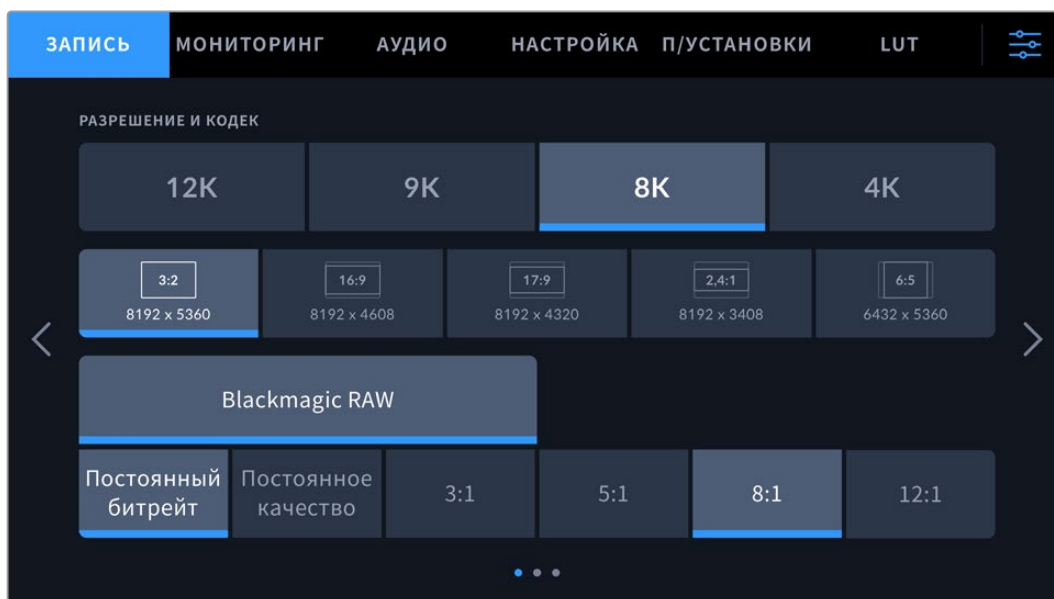 ЗАПИСЬ МОНИТОРИНГ АУДИО НАСТРОЙКА П/УСТАНОВКИ LUT
РАЗРЕШЕНИЕ И КОДЕК
12K 9K 8K 4K
3:2 16:9 17:9 2,4:1 6:5
8192 x 5360 8192 x 4608 8192 x 4320 8192 x 3408 6432 x 5360
Blackmagic RAW
Постоянный битрейт Постоянное качество 3:1 5:1 8:1 12:1